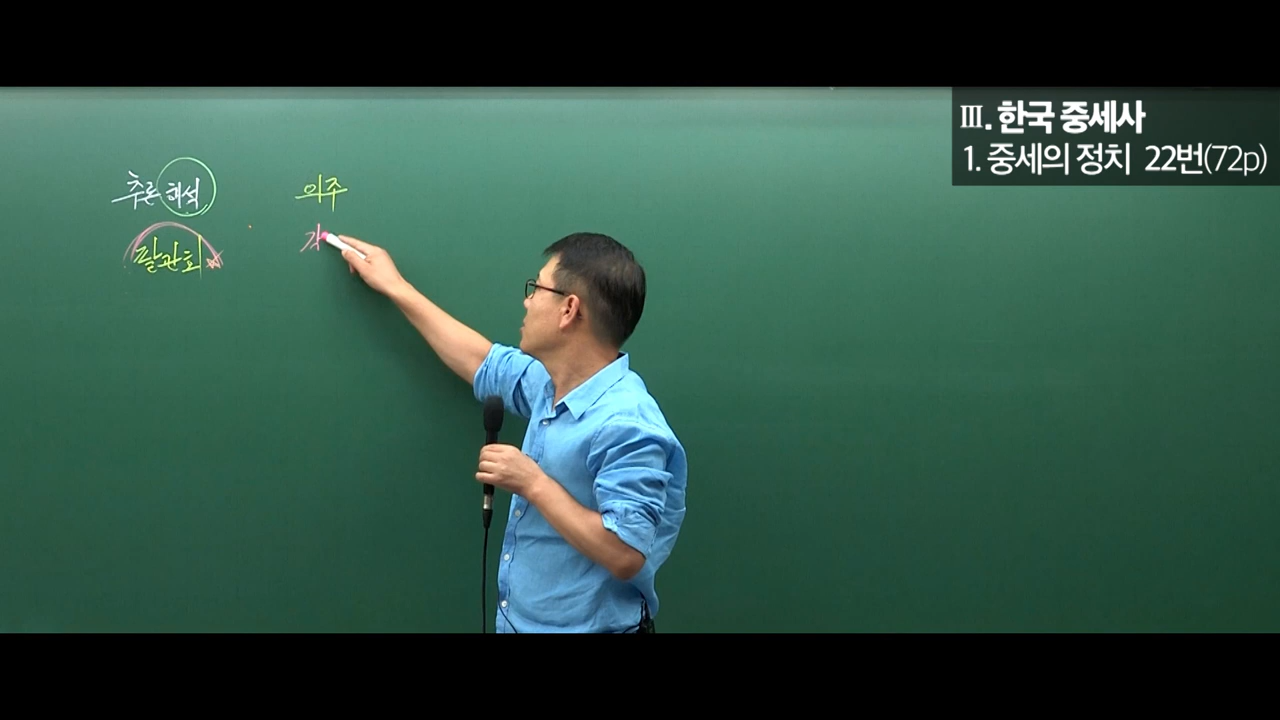 Ⅲ. 한국 중세사
1. 중세의 정치 22번(72p)
추론 해석
의주
팔관회